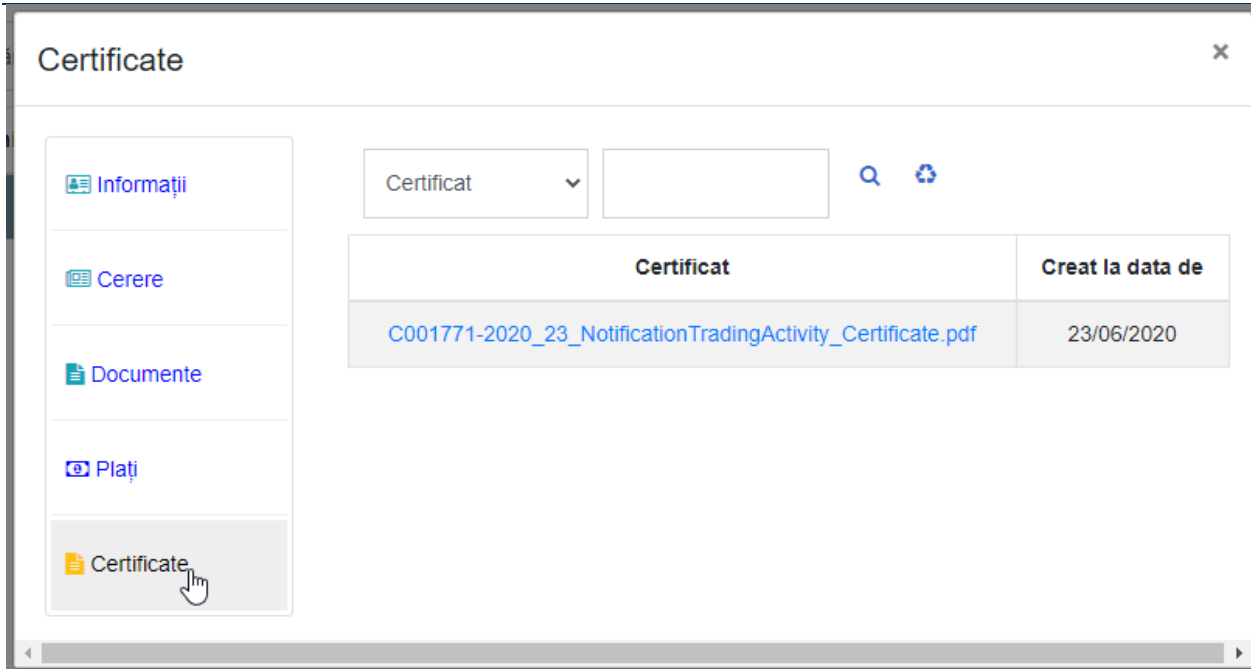 Certificate
×
Informații
Cerere
Documente
Plați
Certificate
Certificat
Certificat Creat la data de
C001771-2020_23_NotificationTradingActivity_Certificate.pdf 23/06/2020